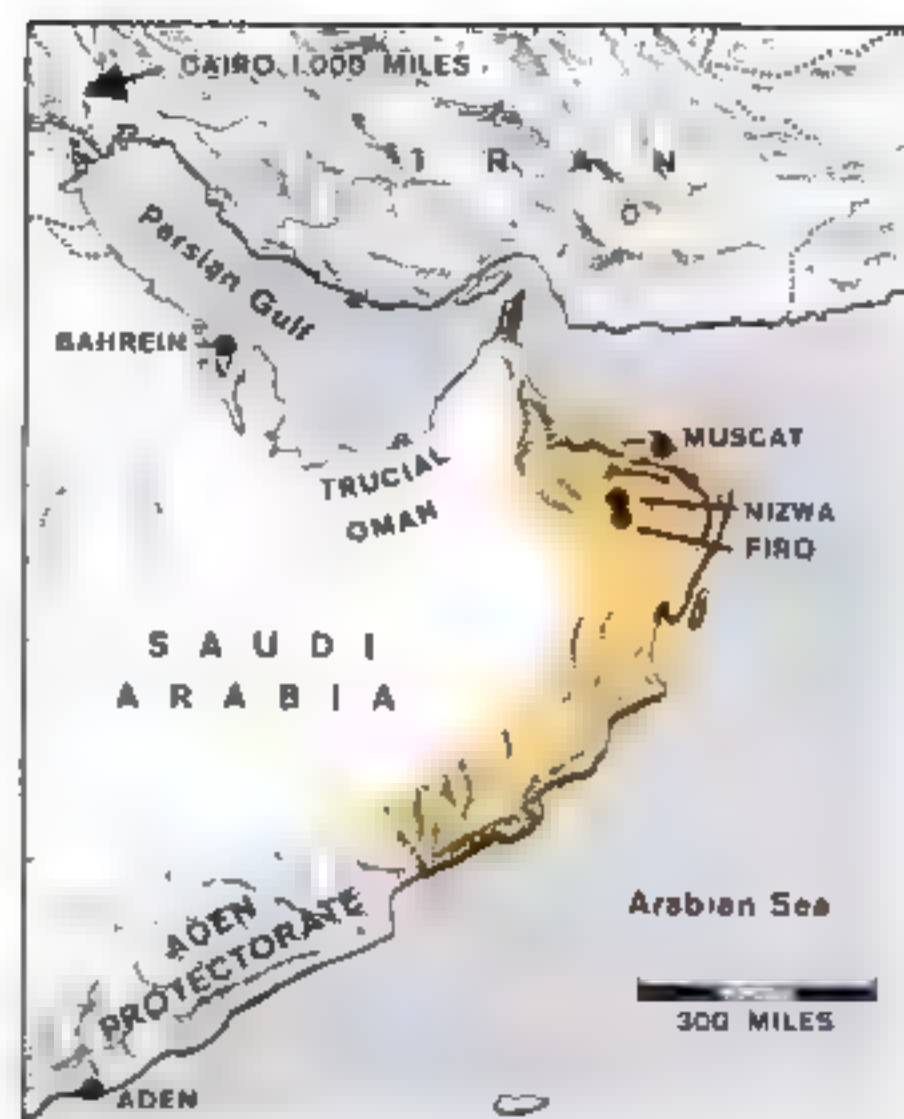 CAIRO 1,000 MILES
I R A N
Persian Gulf
BAHREIN
MUSCAT
TRUCIAL
OMAN
NIZWA
FIRQ
S A U D I
A R A B I A
Arabian Sea
ADEN
PROTECTORATE
300 MILES
ADEN